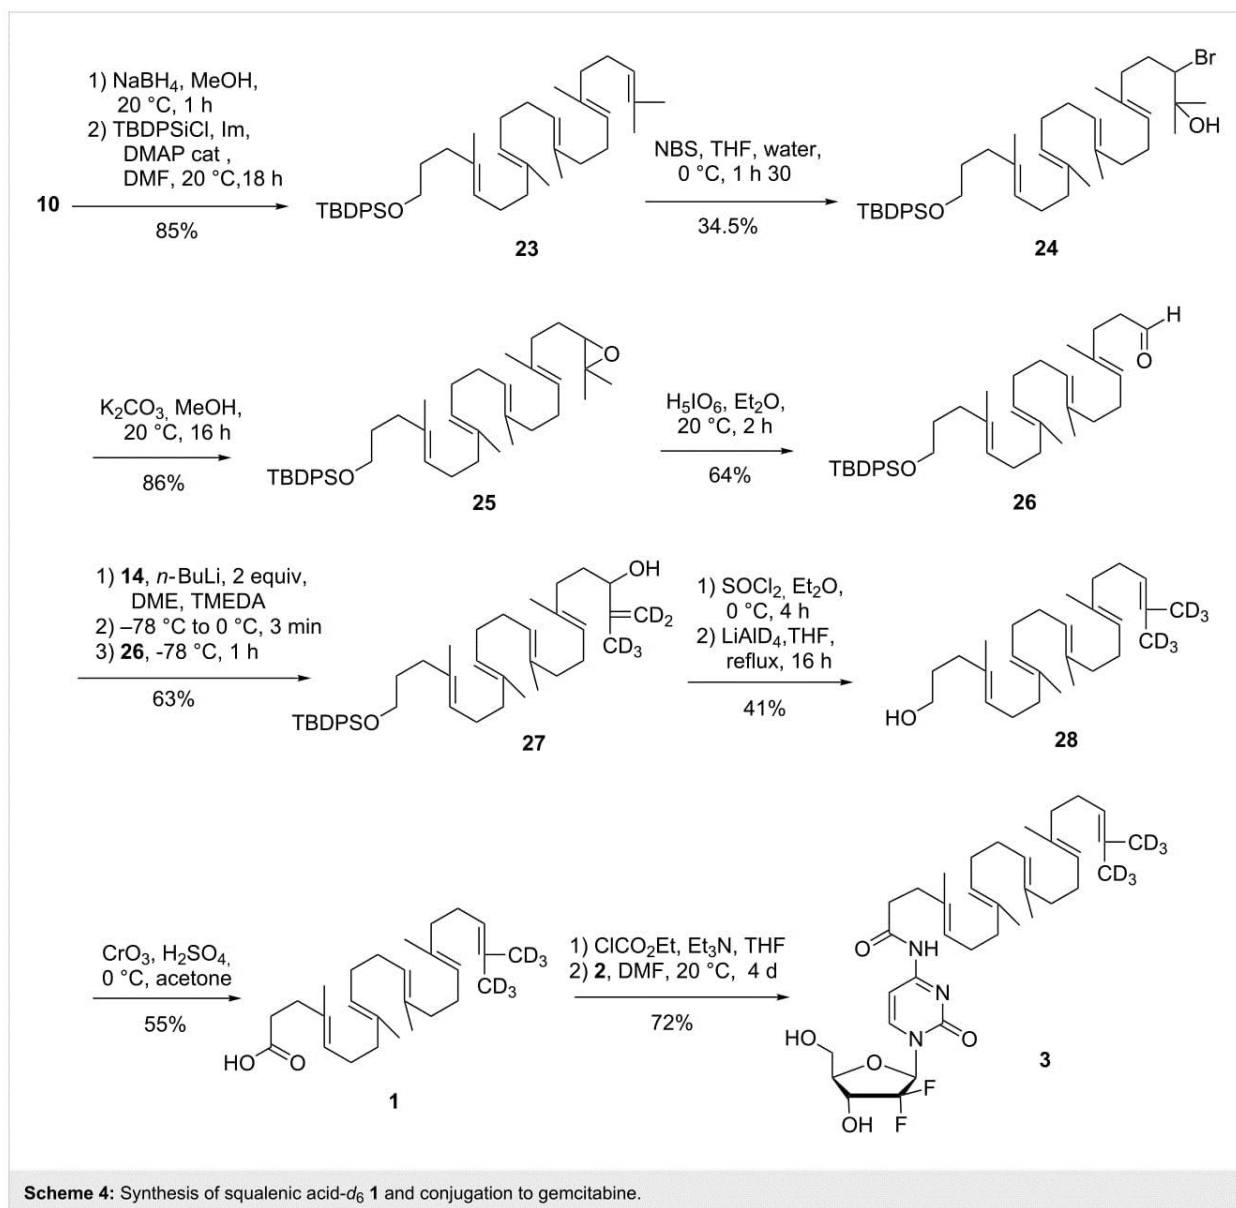 1) NaBH4, MeOH,
20 °C, 1 h
2) TBDPSiCl, Im,
DMAP cat ,
DMF, 20 °C,18 h
10
85%
TBDPSO
23
NBS, THF, water,
0 °C, 1 h 30
34.5%
Br
OH
TBDPSO
24
K2CO3, MeOH,
20 °C, 16 h
86%
O
TBDPSO
25
H5IO6, Et2O,
20 °C, 2 h
64%
H
O
TBDPSO
26
1) 14, n-BuLi, 2 equiv,
DME, TMEDA
2) –78 °C to 0 °C, 3 min
3) 26, -78 °C, 1 h
63%
OH
CD2
CD3
TBDPSO
27
1) SOCl2, Et2O,
0 °C, 4 h
2) LiAlD4,THF,
reflux, 16 h
41%
CD3
CD3
HO
28
CrO3, H2SO4,
0 °C, acetone
55%
CD3
CD3
HO
O
1
1) ClCO2Et, Et3N, THF
2) 2, DMF, 20 °C, 4 d
72%
CD3
CD3
O
NH
N
N
O
HO
O
F
OH
F
3
Scheme 4: Synthesis of squalenic acid-d6 1 and conjugation to gemcitabine.